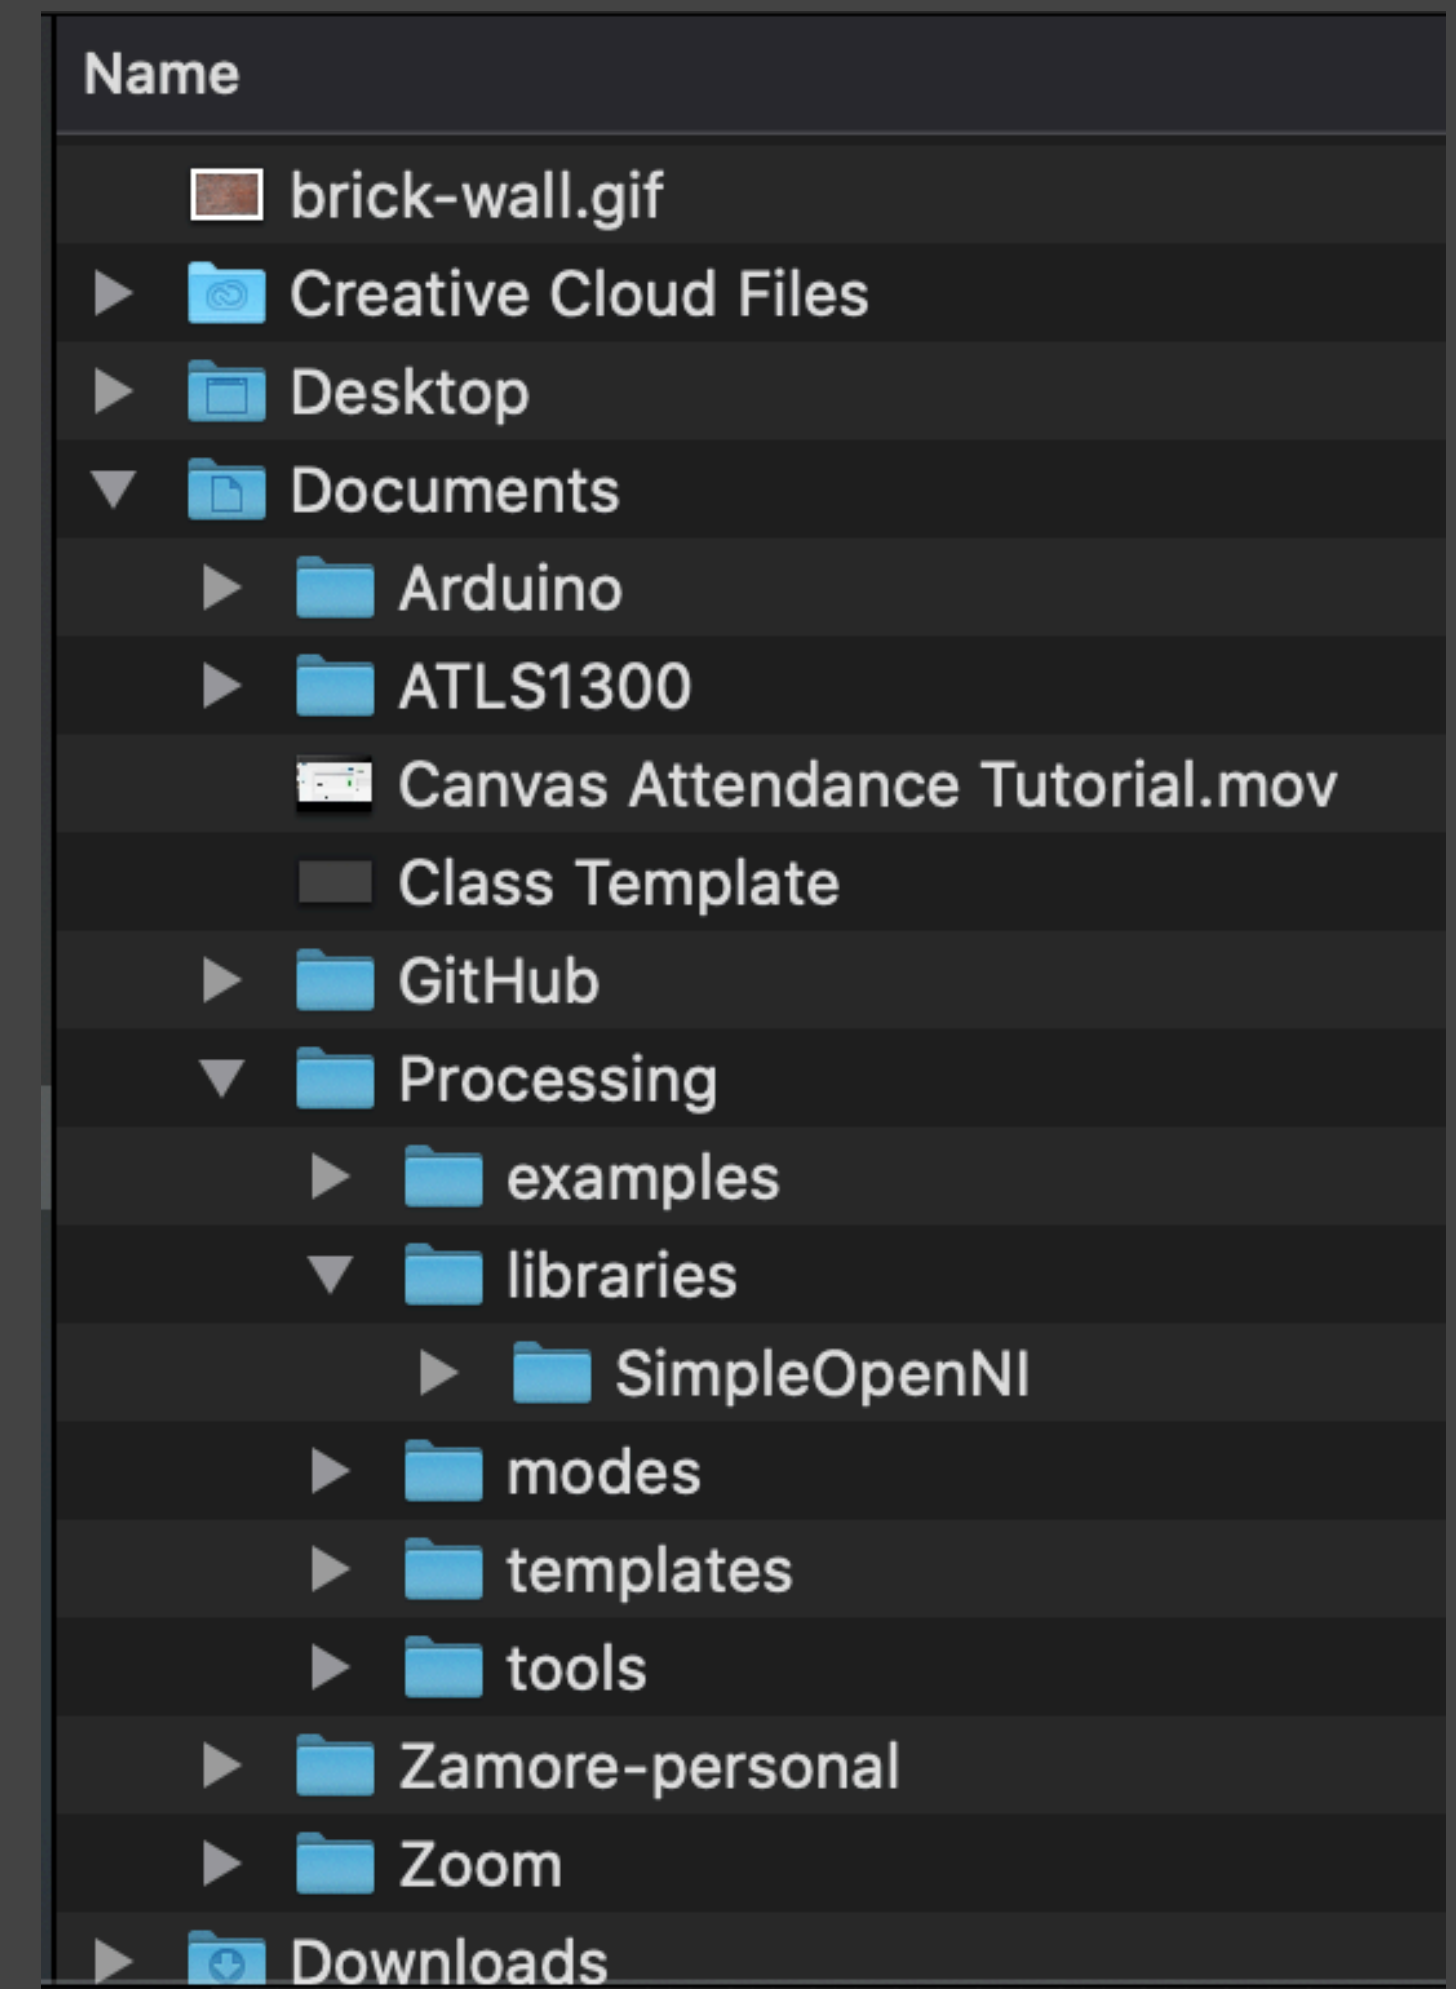 Name
brick-wall.gif
Creative Cloud Files
Desktop
Documents
Arduino
ATLS1300
Canvas Attendance Tutorial.mov
Class Template
GitHub
Processing
examples
libraries
SimpleOpenNI
modes
templates
tools
Zamore-personal
Zoom
Downloads